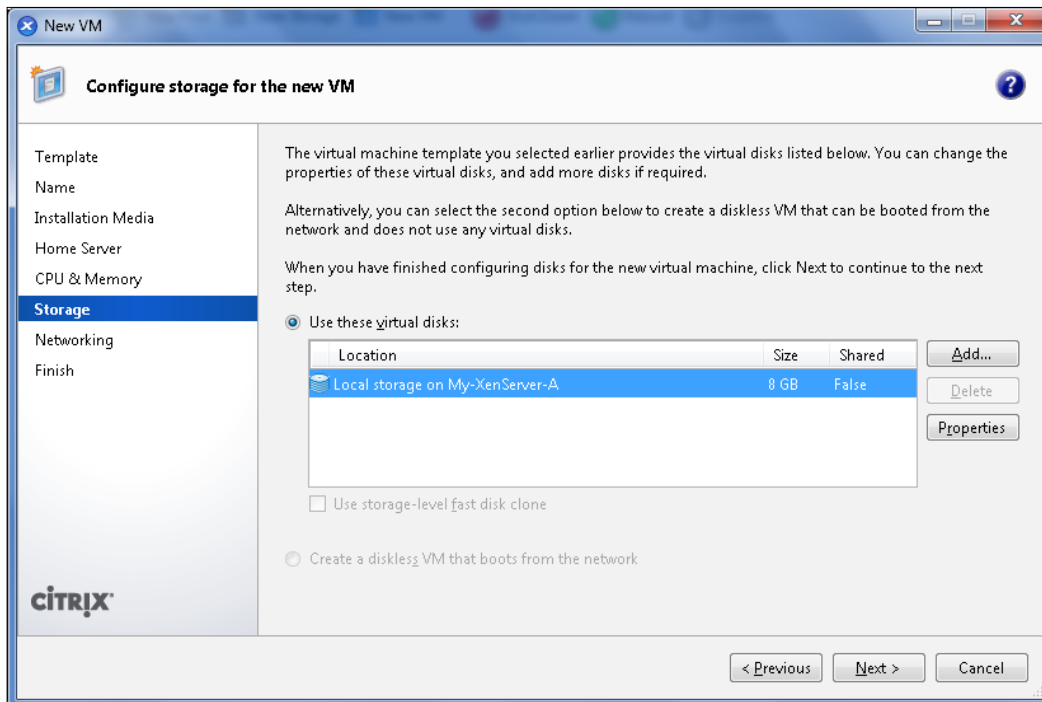 New VM
Configure storage for the new VM
?
Template
Name
Installation Media
Home Server
CPU & Memory
Storage
Networking
Finish
CİTRIX
The virtual machine template you selected earlier provides the virtual disks listed below. You can change the
properties of these virtual disks, and add more disks if required.
Alternatively, you can select the second option below to create a diskless VM that can be booted from the
network and does not use any virtual disks.
When you have finished configuring disks for the new virtual machine, click Next to continue to the next
step.
Use these virtual disks:
Location Size Shared
Local storage on My-XenServer-A 8 GB False
Add...
Delete
Properties
Use storage-level fast disk clone
Create a diskless VM that boots from the network
< Previous Next > Cancel